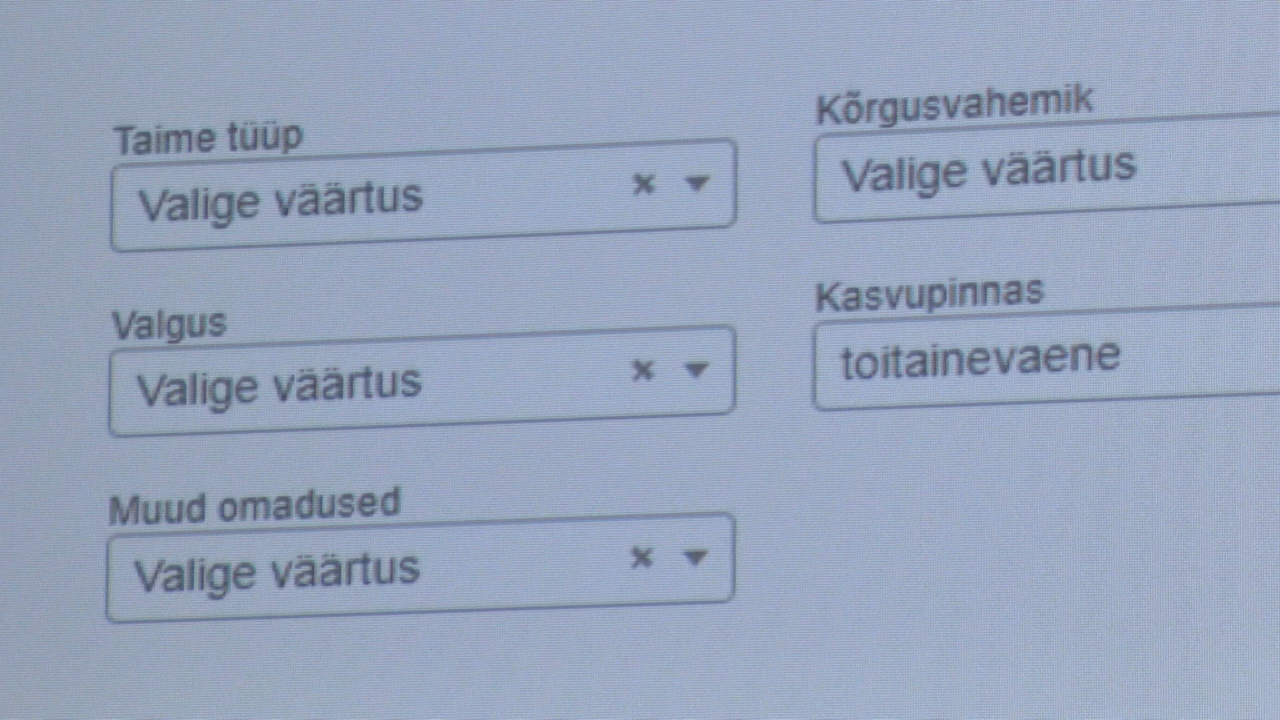 Taime tüüp
Valige väärtus
Kõrgusvahemik
Valige väärtus
Valgus
Valige väärtus
Kasvupinnas
toitainevaene
Muud omadused
Valige väärtus